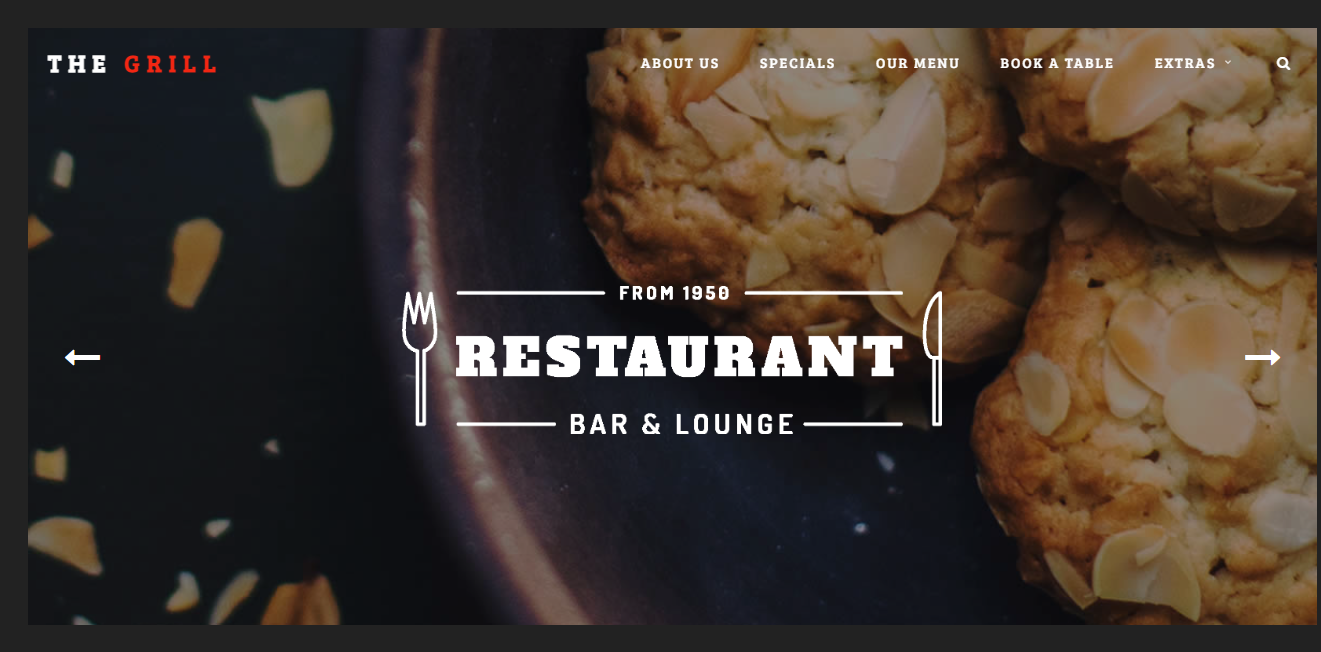 THE GRILL
ABOUT US SPECIALS OUR MENU BOOK A TABLE EXTRAS
FROM 1950
RESTAURANT
BAR & LOUNGE